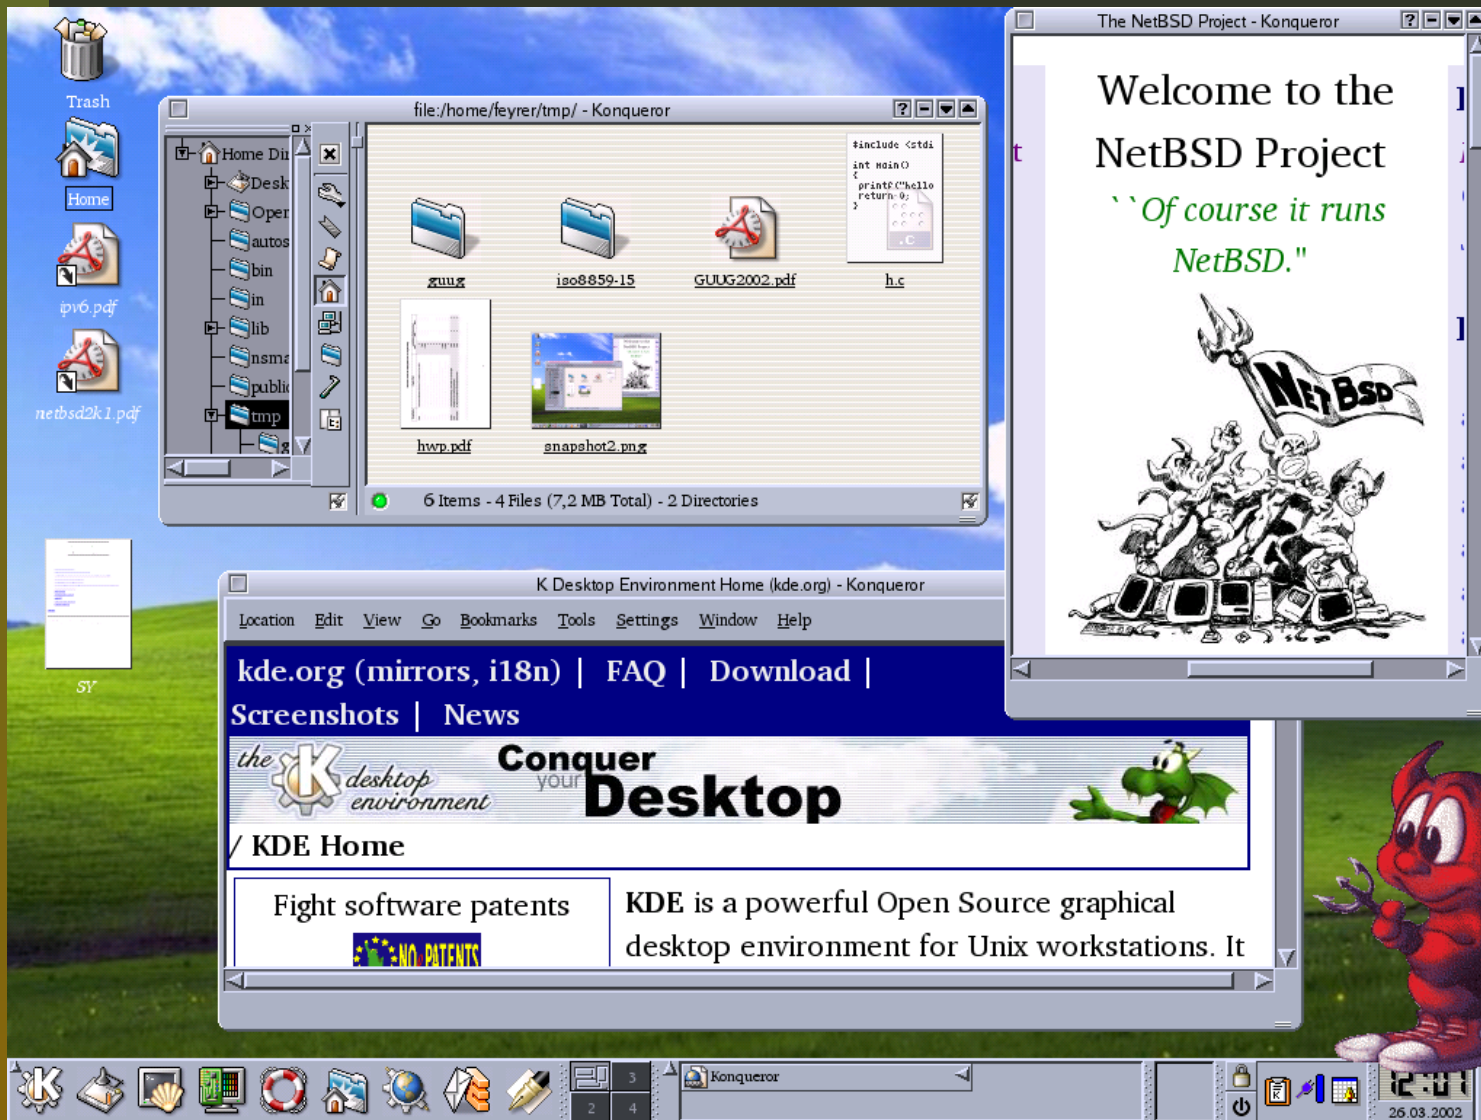 Trash
Home
ipv6.pdf
netbsd2k1.pdf
SY
file:/home/feyrer/tmp/ - Konqueror
Home Dir
Desk
Oper
autos
bin
in
lib
nsma
public
tmp
g
#include <stdi
int main()
{
printf("hello
return 0;
}
.C
guug
iso8859-15
GUUG2002.pdf
h.c
hwp.pdf
snapshot2.png
6 Items - 4 Files (7,2 MB Total) - 2 Directories
The NetBSD Project - Konqueror
t
Welcome to the
NetBSD Project
``Of course it runs
NetBSD."
NETBSD
K Desktop Environment Home (kde.org) - Konqueror
Location Edit View Go Bookmarks Tools Settings Window Help
kde.org (mirrors, i18n) | FAQ | Download |
Screenshots | News
the K desktop environment
Conquer
your Desktop
/ KDE Home
Fight software patents
NO PATENTS
KDE is a powerful Open Source graphical
desktop environment for Unix workstations. It
3
2 4
Konqueror
12:01
26.03.2002